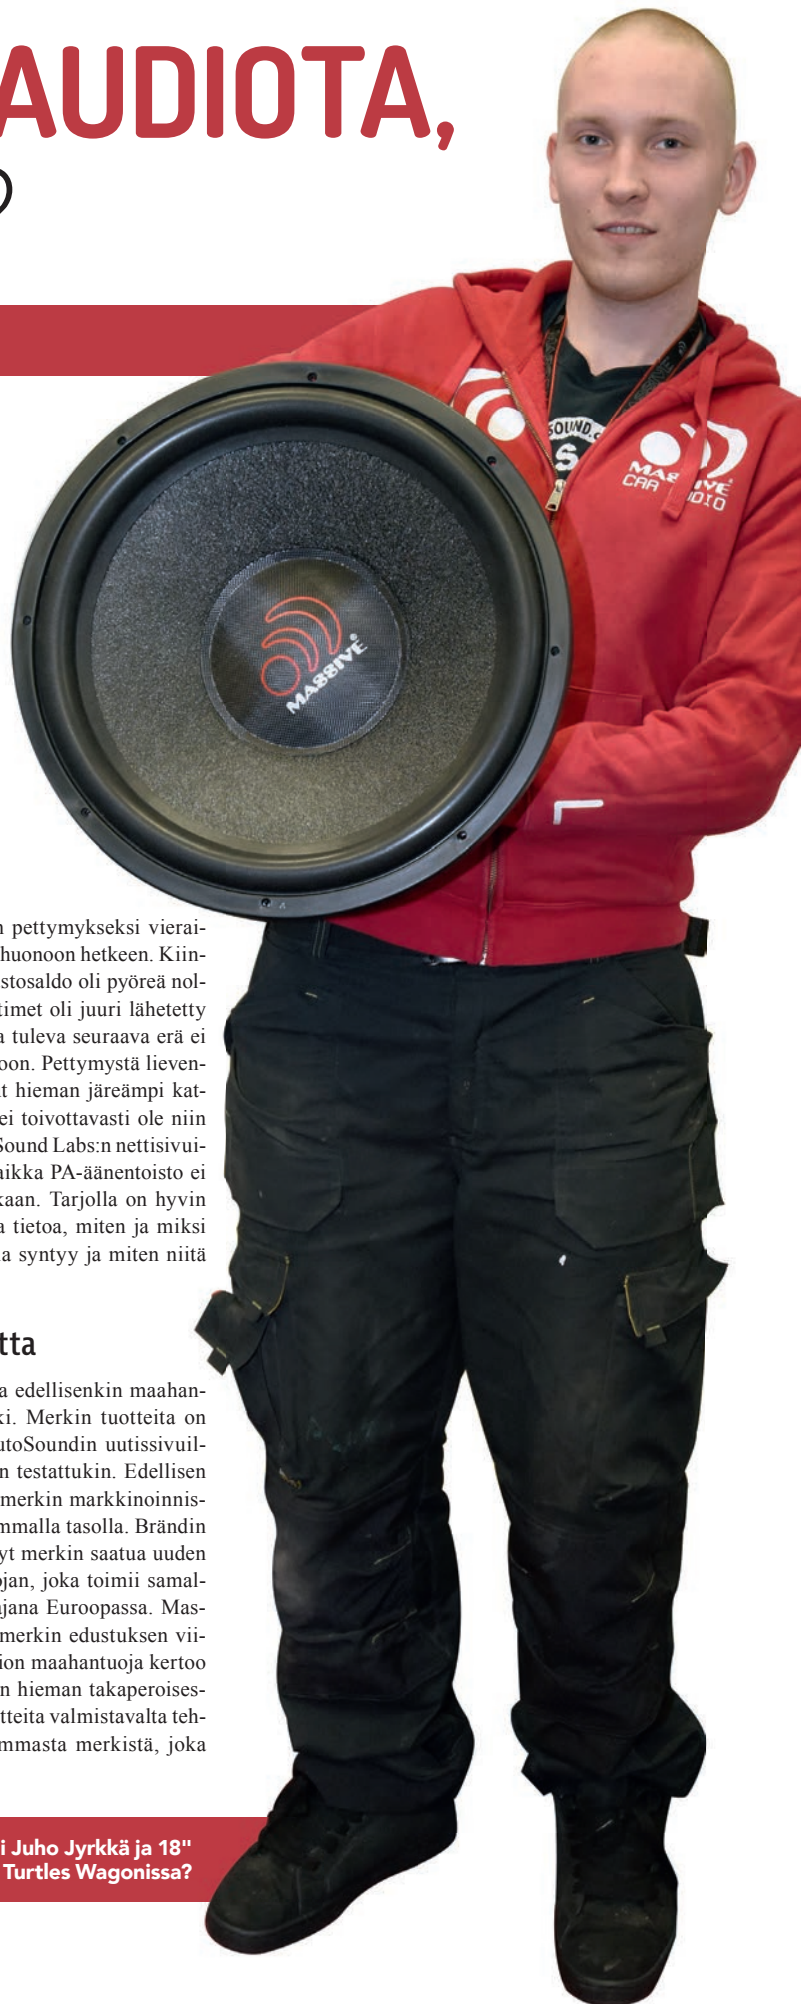 AUDIOTA,
SOUND.c
S
MASSIVE
CAR AUDIO
MASSIVE®
n pettymykseksi vierai-
huonoon hetkeen. Kiin-
stosaldo oli pyöreä nol-
timet oli juuri lähetetty
a tuleva seuraava erä ei
oon. Pettymystä lieven-
it hieman järeämpi kat-
ei toivottavasti ole niin
Sound Labs:n nettisivui-
aikka PA-äänentoisto ei
kaan. Tarjolla on hyvin
a tietoa, miten ja miksi
la syntyy ja miten niitä
tta
a edellisenkin maahan-
ki. Merkin tuotteita on
utoSoundin uutissivuil-
n testattukin. Edellisen
merkin markkinoinnis-
mmalla tasolla. Brändin
yt merkin saatua uuden
ojan, joka toimii samal-
ajana Euroopassa. Mas-
merkin edustuksen vii-
ion maahantuoja kertoo
n hieman takaperoises-
tteita valmistavalta teh-
mmasta merkistä, joka
i Juho Jyrkkä ja 18"
Turtles Wagonissa?